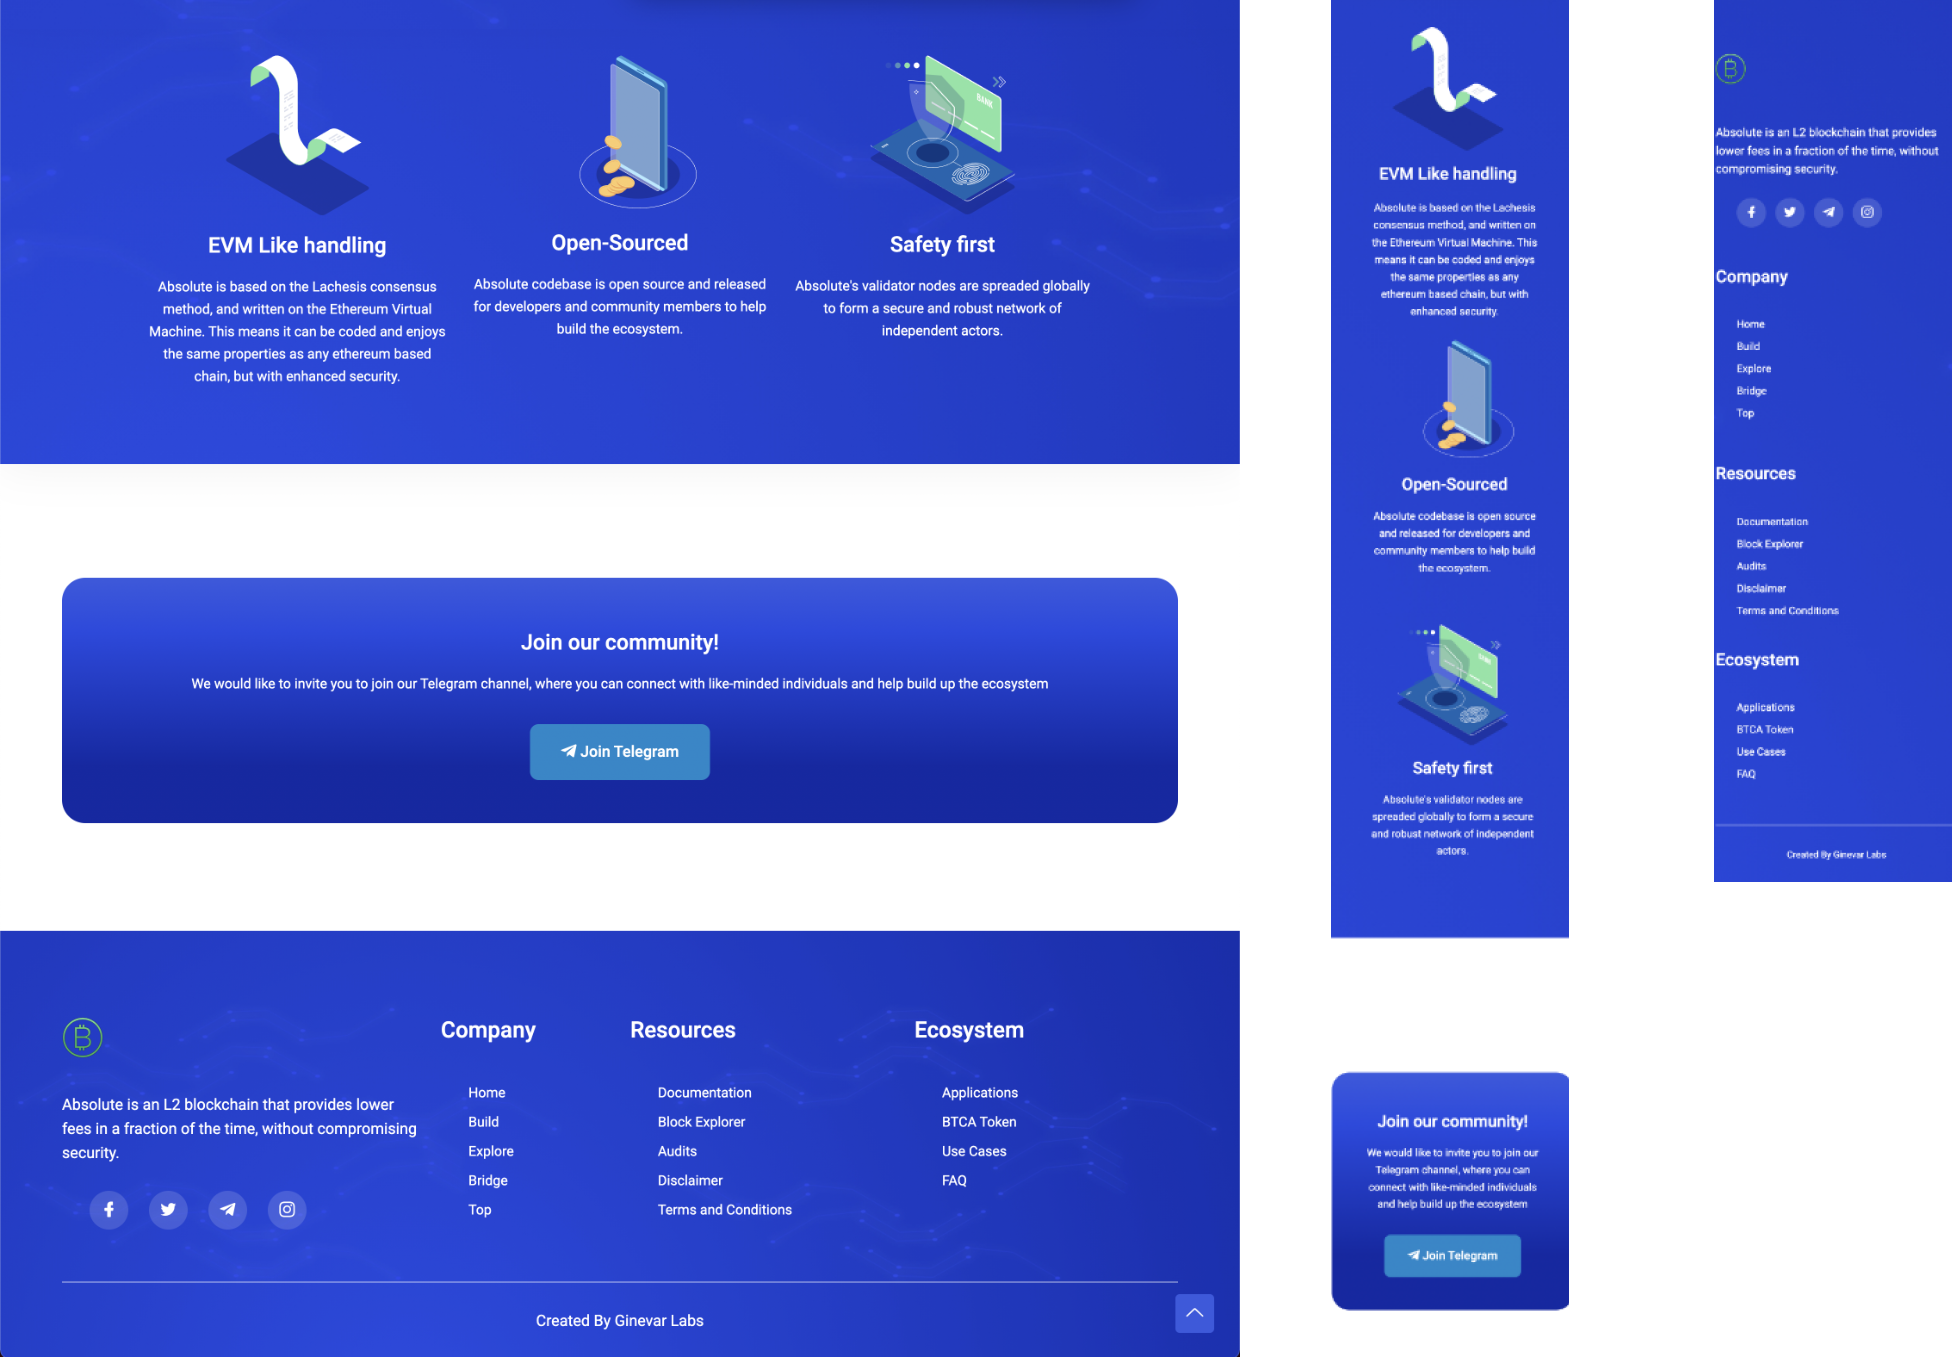 BANK
EVM Like handling
Absolute is based on the Lachesis consensus
method, and written on the Ethereum Virtual
Machine. This means it can be coded and enjoys
the same properties as any ethereum based
chain, but with enhanced security.
Open-Sourced
Absolute codebase is open source and released
for developers and community members to help
build the ecosystem.
Safety first
Absolute's validator nodes are spreaded globally
to form a secure and robust network of
independent actors.
Join our community!
We would like to invite you to join our Telegram channel, where you can connect with like-minded individuals and help build up the ecosystem
Join Telegram
Absolute is an L2 blockchain that provides lower
fees in a fraction of the time, without compromising
security.
Company
Home
Build
Explore
Bridge
Top
Resources
Documentation
Block Explorer
Audits
Disclaimer
Terms and Conditions
Ecosystem
Applications
BTCA Token
Use Cases
FAQ
Created By Ginevar Labs
EVM Like handling
Absolute is based on the Lachesis
consensus method, and written on
the Ethereum Virtual Machine. This
means it can be coded and enjoys
the same properties as any
ethereum based chain, but with
enhanced security.
Open-Sourced
Absolute codebase is open source
and released for developers and
community members to help build
the ecosystem.
BANK
Safety first
Absolute's validator nodes are
spreaded globally to form a secure
and robust network of independent
actors.
Join our community!
We would like to invite you to join our
Telegram channel, where you can
connect with like-minded individuals
and help build up the ecosystem
Join Telegram
Absolute is an L2 blockchain that provides
lower fees in a fraction of the time, without
compromising security.
Company
Home
Build
Explore
Bridge
Top
Resources
Documentation
Block Explorer
Audits
Disclaimer
Terms and Conditions
Ecosystem
Applications
BTCA Token
Use Cases
FAQ
Created By Ginevar Labs